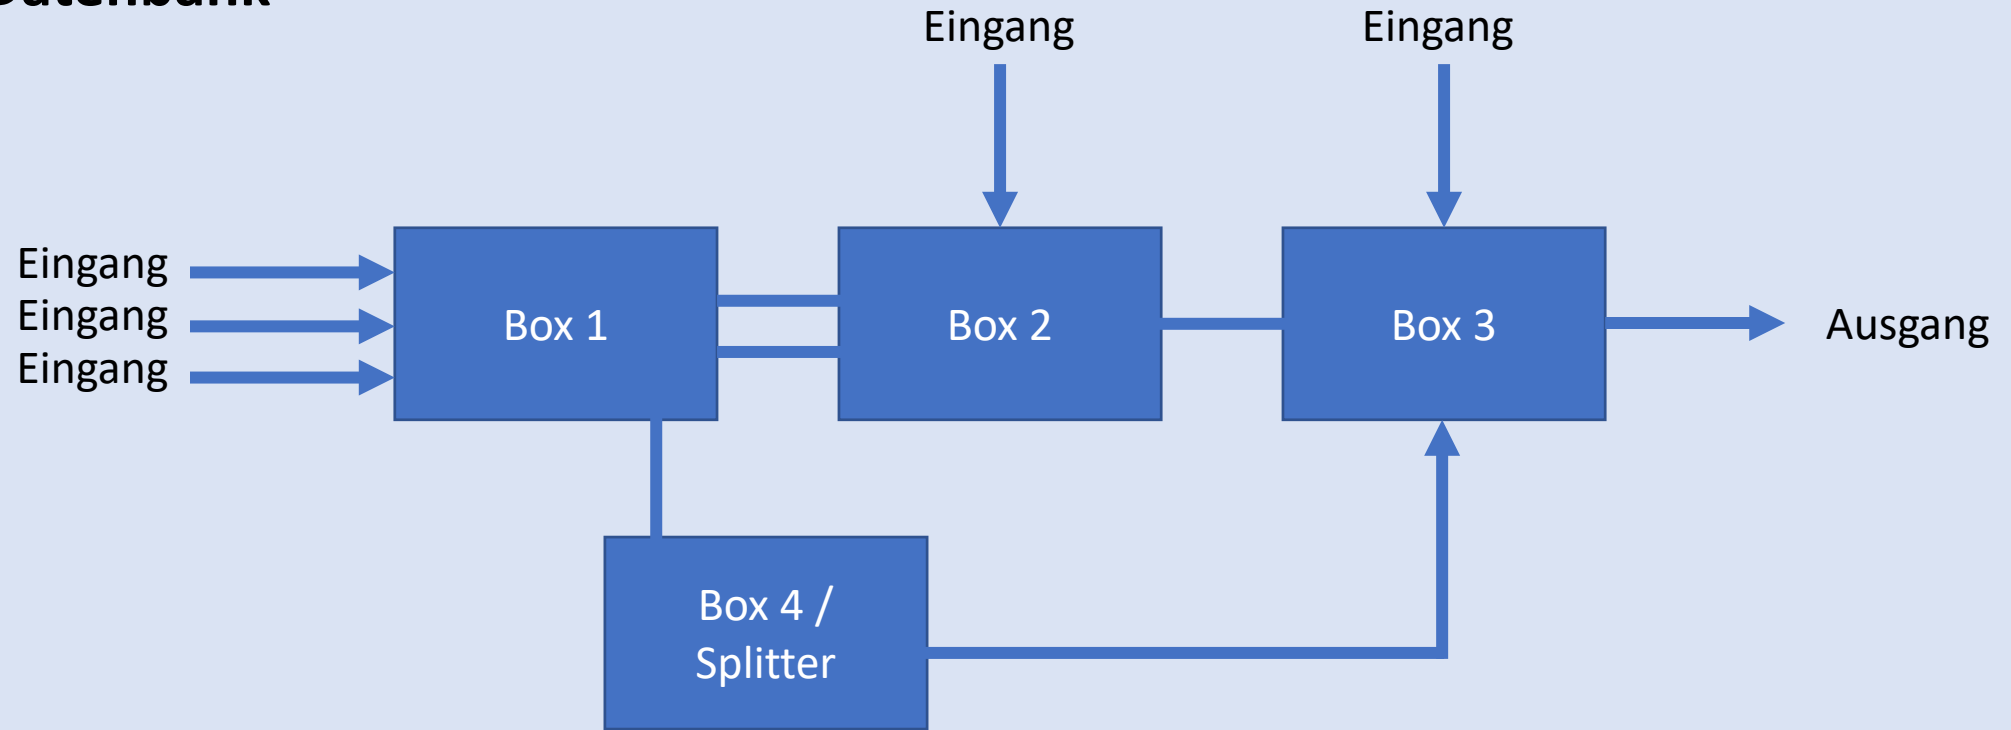 Eingang
Eingang
Eingang
Eingang
Eingang
Box 1
Box 2
Box 3
Ausgang
Box 4 /
Splitter